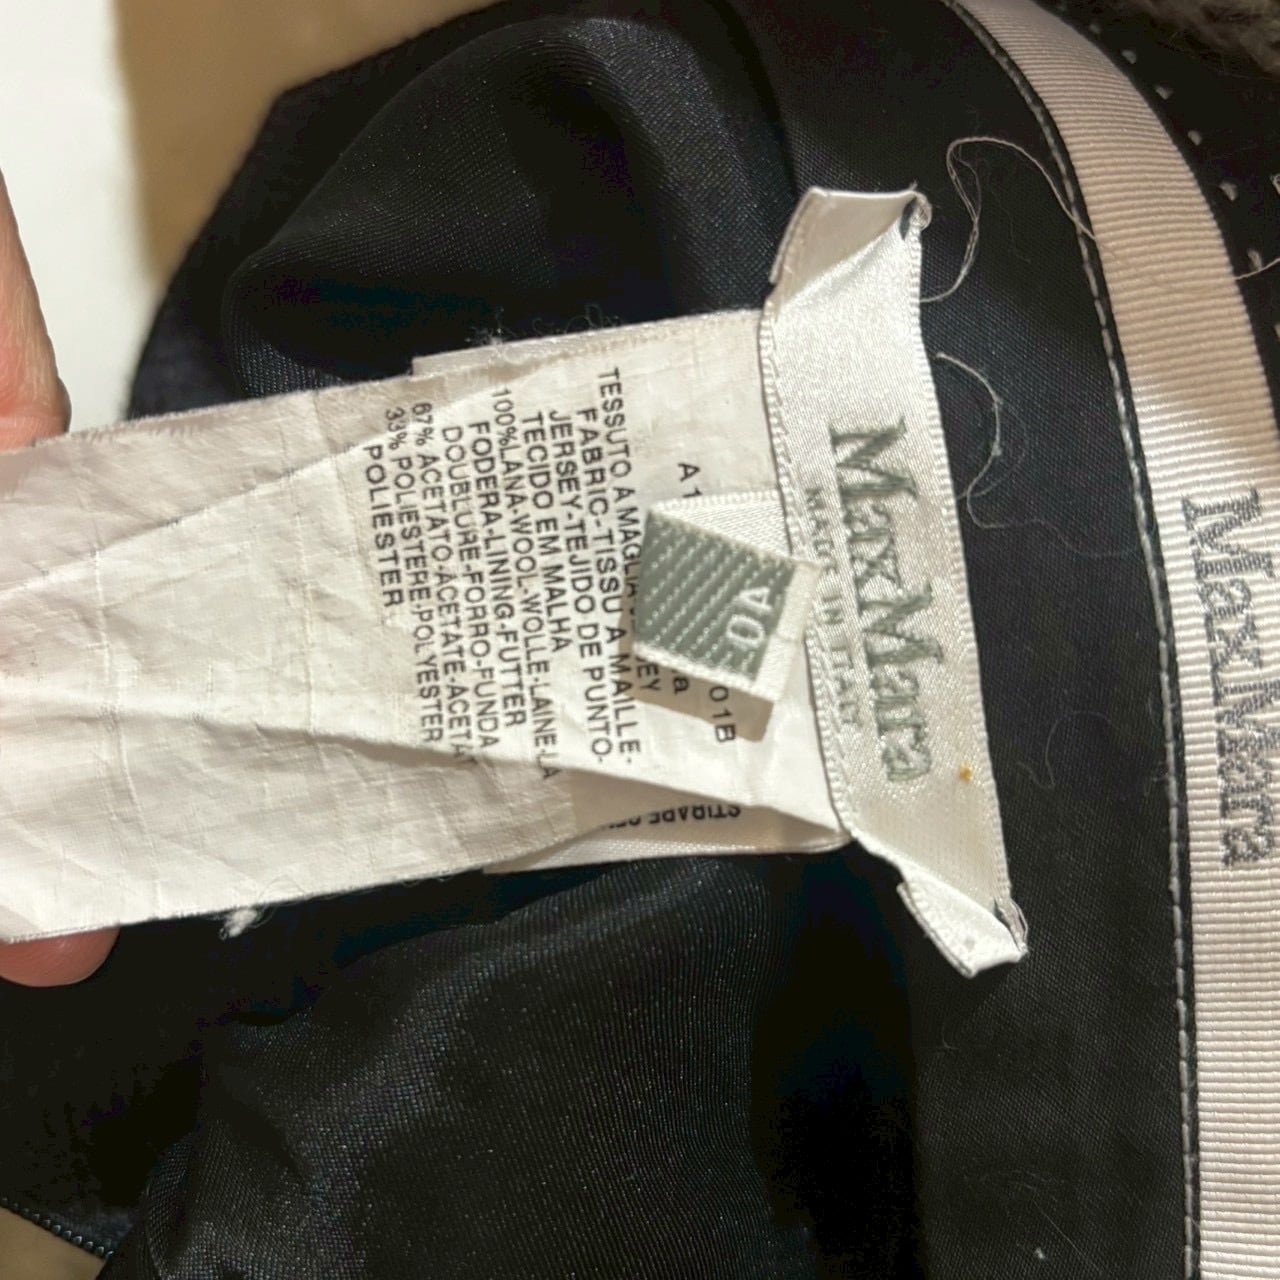 MaxMara
MADE IN ITALY
40
01B
TESSUTO A MAGLIA
FABRIC-TISSU A MAILLE-
JERSEY-TEJIDO DE PUNTO-
TECIDO EM MALHA
100%LANA-WOOL-WOLLE-LAINE-LA
FODERA-LINING-FUTTER
DOUBLURE-FORRO-FUNDA
67% ACETATO-ACETATE-ACETAT
33% POLIESTERE-POLYESTER
POLIESTER
MaxMara